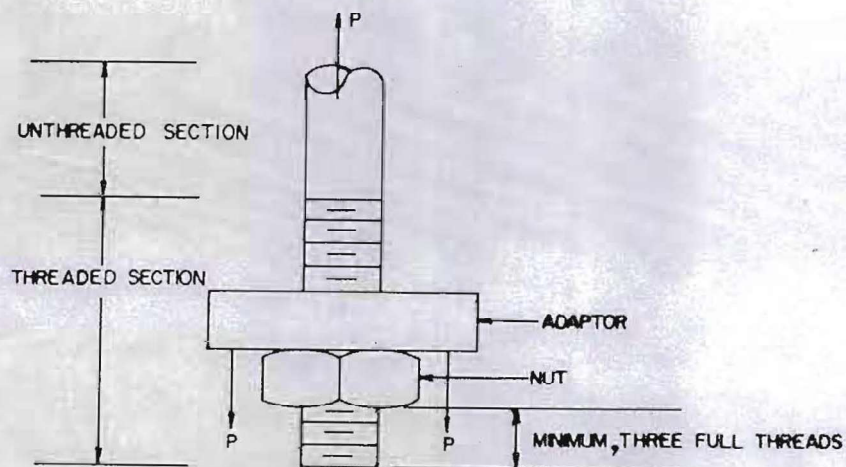 P
UNTHREADED SECTION
THREADED SECTION
ADAPTOR
NUT
P
P
MINIMUM, THREE FULL THREADS